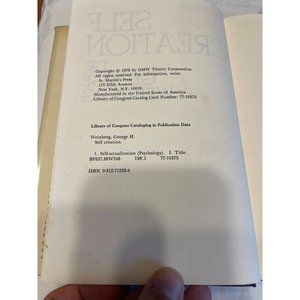 SELF
CREATION
Copyright © 1978 by GHW Theory Corporation
All rights reserved. For information, write:
St. Martin's Press
175 Fifth Avenue
New York, N.Y. 10010
Manufactured in the United States of America
Library of Congress Catalog Card Number: 77-10375
Library of Congress Cataloging in Publication Data
Weinberg, George H.
Self creation.
1. Self-actualization (Psychology). I. Title.
BF637.S4W348 158'.1 77-10375
ISBN 0-312-71232-4